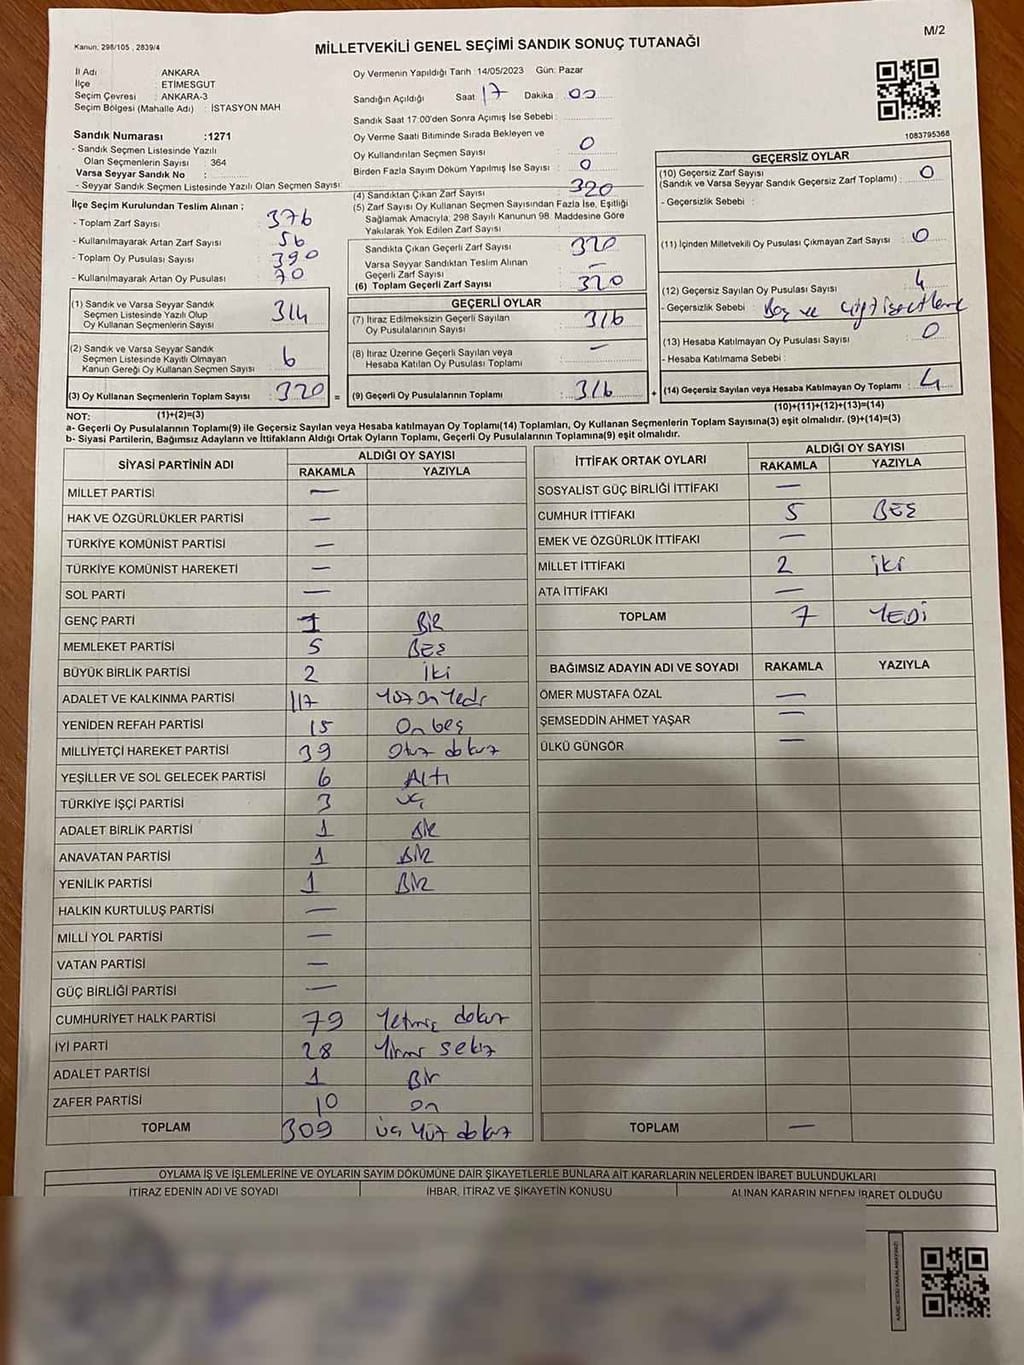 M/2
Kanun, 298/105 , 2839/4
MİLLETVEKİLİ GENEL SEÇİMİ SANDIK SONUÇ TUTANAĞI
İl Adı : ANKARA
İlçe : ETİMESGUT
Seçim Çevresi : ANKARA-3
Seçim Bölgesi (Mahalle Adı) : İSTASYON MAH
Sandık Numarası :1271
- Sandık Seçmen Listesinde Yazılı
Olan Seçmenlerin Sayısı : 364
Varsa Seyyar Sandık No :
- Seyyar Sandık Seçmen Listesinde Yazılı Olan Seçmen Sayısı:
Oy Vermenin Yapıldığı Tarih :14/05/2023 Gün: Pazar
Sandığın Açıldığı Saat 17 Dakika : 00
Sandık Saat 17:00'den Sonra Açımış İse Sebebi :
Oy Verme Saati Bitiminde Sırada Bekleyen ve
Oy Kullandırılan Seçmen Sayısı : 0
Birden Fazla Sayım Döküm Yapılmış İse Sayısı : 0
1083795368
İlçe Seçim Kurulundan Teslim Alınan ;
- Toplam Zarf Sayısı : 376
- Kullanılmayarak Artan Zarf Sayısı : 56
- Toplam Oy Pusulası Sayısı : 390
- Kullanılmayarak Artan Oy Pusulası : 70
(1) Sandık ve Varsa Seyyar Sandık
Seçmen Listesinde Yazılı Olup
Oy Kullanan Seçmenlerin Sayısı : 314
(2) Sandık ve Varsa Seyyar Sandık
Seçmen Listesinde Kayıtlı Olmayan
Kanun Gereği Oy Kullanan Seçmen Sayısı : 6
(3) Oy Kullanan Seçmenlerin Toplam Sayısı : 320 =
(4) Sandıktan Çıkan Zarf Sayısı : 320
(5) Zarf Sayısı Oy Kullanan Seçmen Sayısından Fazla İse, Eşitliği
Sağlamak Amacıyla; 298 Sayılı Kanunun 98. Maddesine Göre
Yakılarak Yok Edilen Zarf Sayısı :
Sandıkta Çıkan Geçerli Zarf Sayısı : 320
Varsa Seyyar Sandıktan Teslim Alınan
Geçerli Zarf Sayısı : —
(6) Toplam Geçerli Zarf Sayısı : 320
GEÇERLİ OYLAR
(7) İtiraz Edilmeksizin Geçerli Sayılan
Oy Pusulalarının Sayısı : 316
(8) İtiraz Üzerine Geçerli Sayılan veya
Hesaba Katılan Oy Pusulası Toplamı : —
(9) Geçerli Oy Pusulalarının Toplamı : 316 +
GEÇERSİZ OYLAR
(10) Geçersiz Zarf Sayısı
(Sandık ve Varsa Seyyar Sandık Geçersiz Zarf Toplamı) : 0
- Geçersizlik Sebebi :
(11) İçinden Milletvekili Oy Pusulası Çıkmayan Zarf Sayısı : 0
(12) Geçersiz Sayılan Oy Pusulası Sayısı : 4
- Geçersizlik Sebebi : Boş ve
(13) Hesaba Katılmayan Oy Pusulası Sayısı : 0
- Hesaba Katılmama Sebebi :
(14) Geçersiz Sayılan veya Hesaba Katılmayan Oy Toplamı : 4
(10)+(11)+(12)+(13)=(14)
NOT: (1)+(2)=(3)
a- Geçerli Oy Pusulalarının Toplamı(9) ile Geçersiz Sayılan veya Hesaba katılmayan Oy Toplamı(14) Toplamları, Oy Kullanan Seçmenlerin Toplam Sayısına(3) eşit olmalıdır. (9)+(14)=(3)
b- Siyasi Partilerin, Bağımsız Adayların ve İttifakların Aldığı Ortak Oyların Toplamı, Geçerli Oy Pusulalarının Toplamına(9) eşit olmalıdır.
SİYASİ PARTİNİN ADI ALDIĞI OY SAYISI
RAKAMLA YAZIYLA
MİLLET PARTİSİ —
HAK VE ÖZGÜRLÜKLER PARTİSİ —
TÜRKİYE KOMÜNİST PARTİSİ —
TÜRKİYE KOMÜNİST HAREKETİ —
SOL PARTİ —
GENÇ PARTİ 1 BİR
MEMLEKET PARTİSİ 5 BEŞ
BÜYÜK BİRLİK PARTİSİ 2 İki
ADALET VE KALKINMA PARTİSİ 117 Yüz on Yedi
YENİDEN REFAH PARTİSİ 15 On beş
MİLLİYETÇİ HAREKET PARTİSİ 39 Otuz dokuz
YEŞİLLER VE SOL GELECEK PARTİSİ 6 Altı
TÜRKİYE İŞÇİ PARTİSİ 3 üç
ADALET BİRLİK PARTİSİ 1 Bir
ANAVATAN PARTİSİ 1 Bir
YENİLİK PARTİSİ 1 Bir
HALKIN KURTULUŞ PARTİSİ —
MİLLİ YOL PARTİSİ —
VATAN PARTİSİ —
GÜÇ BİRLİĞİ PARTİSİ —
CUMHURİYET HALK PARTİSİ 79 Yetmiş dokuz
İYİ PARTİ 28 Yirmi sekiz
ADALET PARTİSİ 1 Bir
ZAFER PARTİSİ 10 on
TOPLAM 309 üç Yüz dokuz
İTTİFAK ORTAK OYLARI ALDIĞI OY SAYISI
RAKAMLA YAZIYLA
SOSYALİST GÜÇ BİRLİĞİ İTTİFAKI —
CUMHUR İTTİFAKI 5 BEŞ
EMEK VE ÖZGÜRLÜK İTTİFAKI —
MİLLET İTTİFAKI 2 iki
ATA İTTİFAKI —
TOPLAM 7 YEDİ
BAĞIMSIZ ADAYIN ADI VE SOYADI RAKAMLA YAZIYLA
ÖMER MUSTAFA ÖZAL —
ŞEMSEDDİN AHMET YAŞAR —
ÜLKÜ GÜNGÖR —
TOPLAM —
OYLAMA İŞ VE İŞLEMLERİNE VE OYLARIN SAYIM DÖKÜMÜNE DAİR ŞİKAYETLERLE BUNLARA AİT KARARLARIN NELERDEN İBARET BULUNDUKLARI
İTİRAZ EDENİN ADI VE SOYADI İHBAR, İTİRAZ VE ŞİKAYETİN KONUSU ALINAN KARARIN NEDEN İBARET OLDUĞU